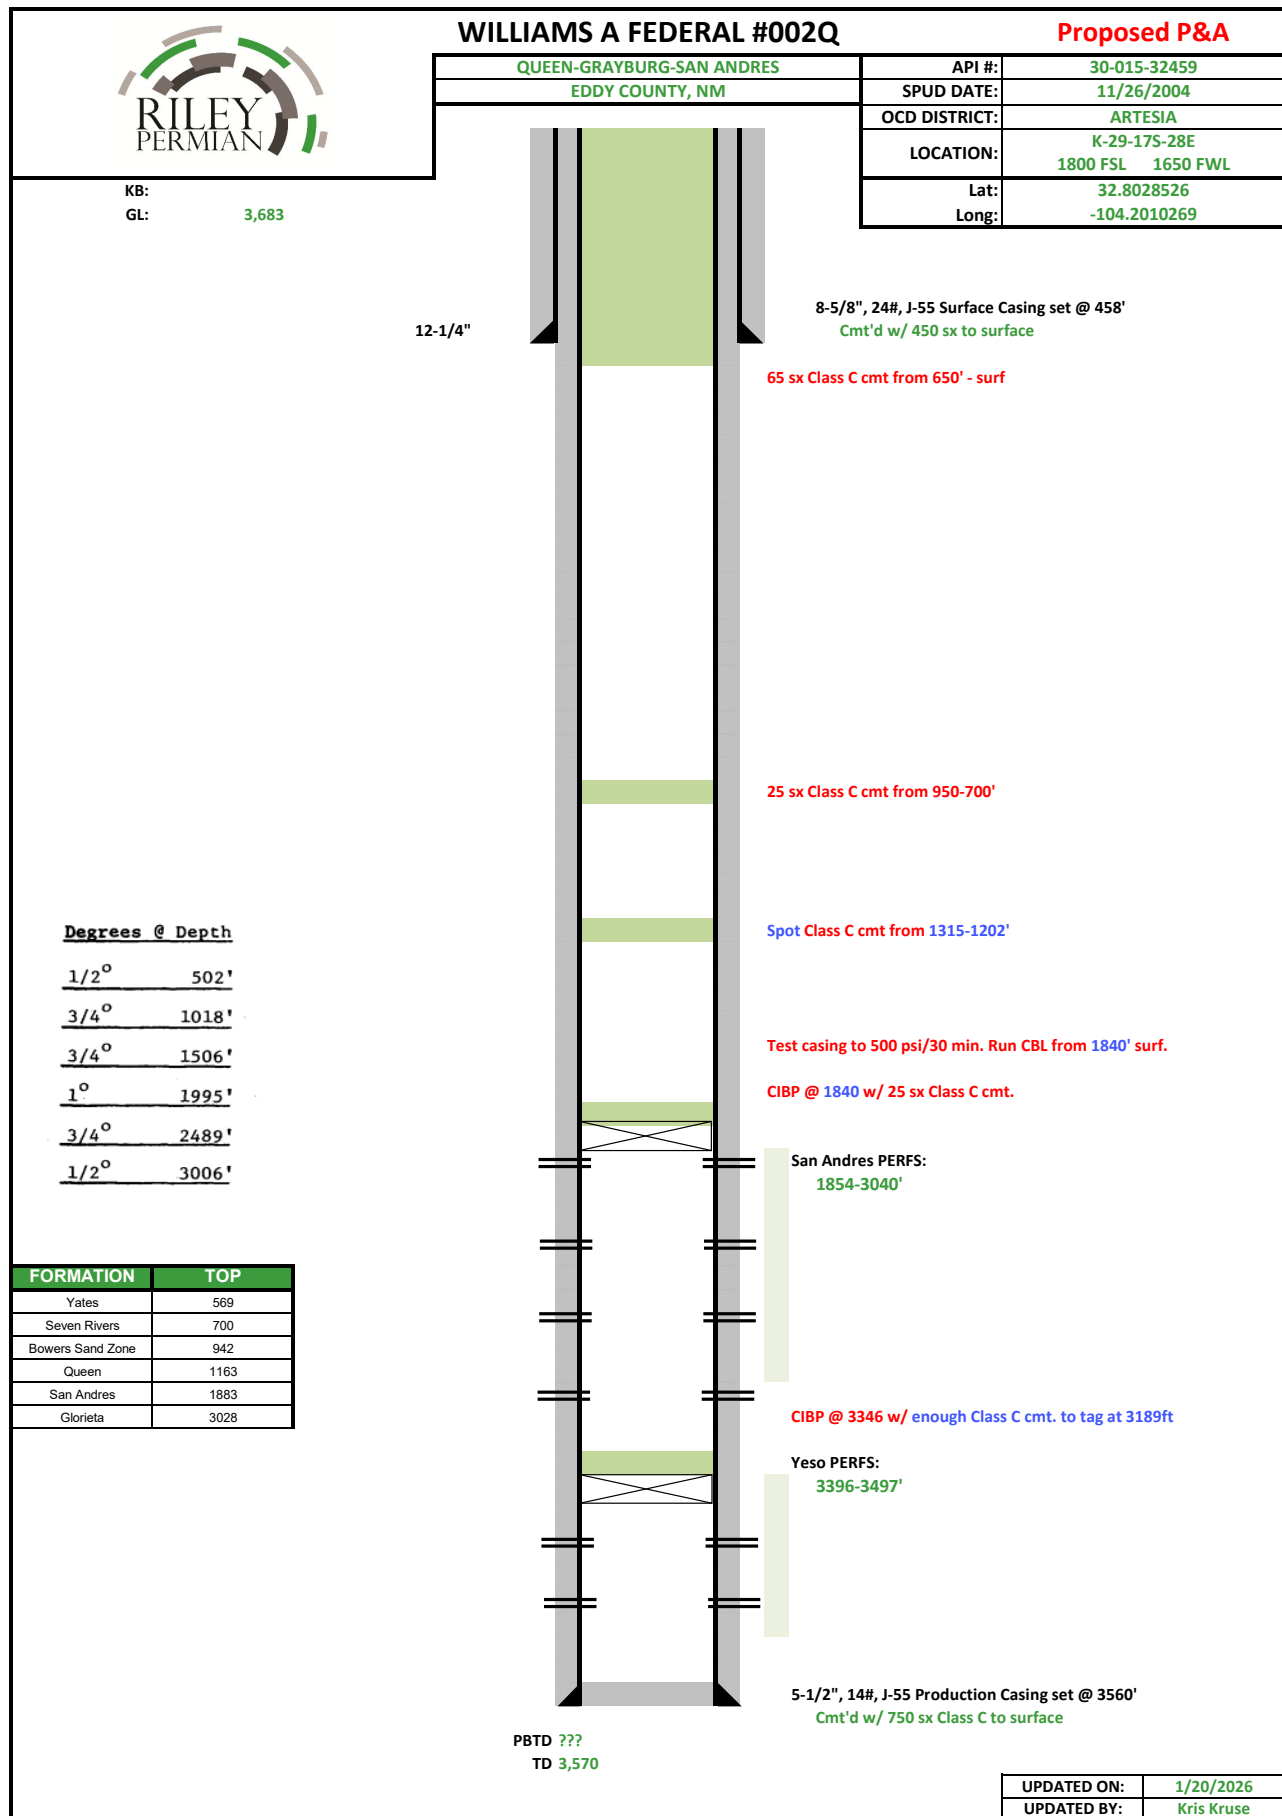 WILLIAMS A FEDERAL #002Q
Proposed P&A
RILEY
PERMIAN
QUEEN-GRAYBURG-SAN ANDRES
EDDY COUNTY, NM
API #: 30-015-32459
SPUD DATE: 11/26/2004
OCD DISTRICT: ARTESIA
LOCATION: K-29-17S-28E
1800 FSL 1650 FWL
Lat: 32.8028526
Long: -104.2010269
KB:
GL: 3,683
8-5/8", 24#, J-55 Surface Casing set @ 458'
12-1/4"
Cmt'd w/ 450 sx to surface
65 sx Class C cmt from 650' - surf
25 sx Class C cmt from 950-700'
Spot Class C cmt from 1315-1202'
Degrees @ Depth
1/2° 502'
3/4° 1018'
3/4° 1506'
1° 1995'
3/4° 2489'
1/2° 3006'
Test casing to 500 psi/30 min. Run CBL from 1840' surf.
CIBP @ 1840 w/ 25 sx Class C cmt.
San Andres PERFS:
1854-3040'
FORMATION TOP
Yates 569
Seven Rivers 700
Bowers Sand Zone 942
Queen 1163
San Andres 1883
Glorieta 3028
CIBP @ 3346 w/ enough Class C cmt. to tag at 3189ft
Yeso PERFS:
3396-3497'
5-1/2", 14#, J-55 Production Casing set @ 3560'
Cmt'd w/ 750 sx Class C to surface
PBTD ???
TD 3,570
UPDATED ON: 1/20/2026
UPDATED BY: Kris Kruse